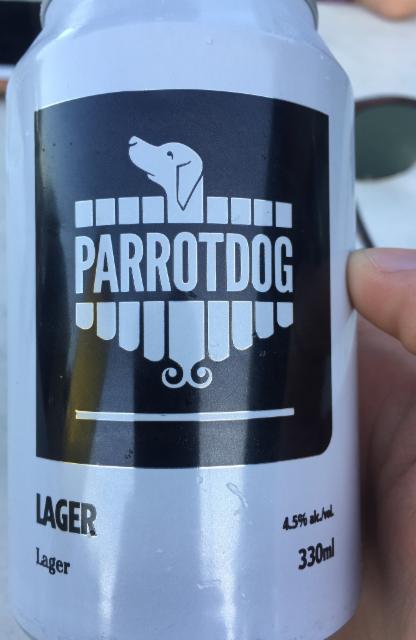 PARROTDOG
LAGER
4.5% alc/vol.
Lager
330ml